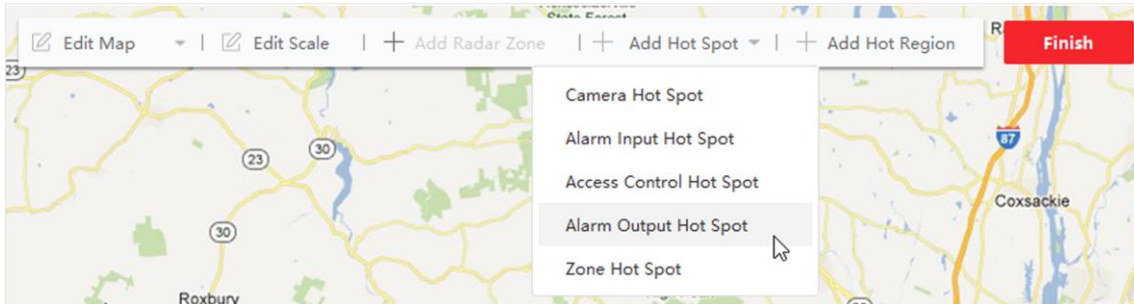 State Forest
Edit Map | Edit Scale | Add Radar Zone | Add Hot Spot | Add Hot Region
Finish
23
Camera Hot Spot
Alarm Input Hot Spot
87
30
23
Access Control Hot Spot
Coxsackie
Alarm Output Hot Spot
30
Zone Hot Spot
Roxbury